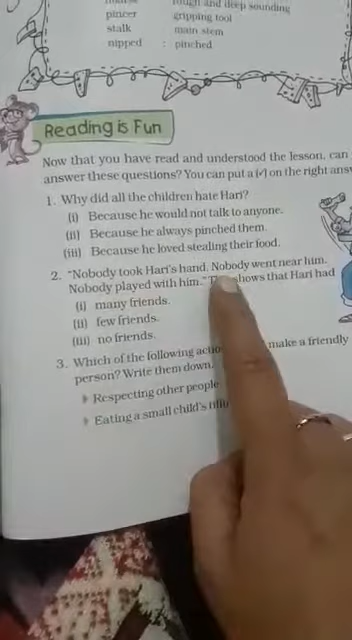 rough and deep sounding
pincer gripping tool
stalk main stem
nipped : pinched
Reading is Fun
Now that you have read and understood the lesson, can
answer these questions? You can put a (✓) on the right
1. Why did all the children hate Hari?
(i) Because he would not talk to anyone.
(ii) Because he always pinched them.
(iii) Because he loved stealing their food.
2. "Nobody took Hari's hand. Nobody went near him.
Nobody played with him." shows that Hari had
(i) many friends.
(ii) few friends.
(iii) no friends.
3. Which of the following make a friendly
person? Write them down.
Respecting other people
Eating a small child's